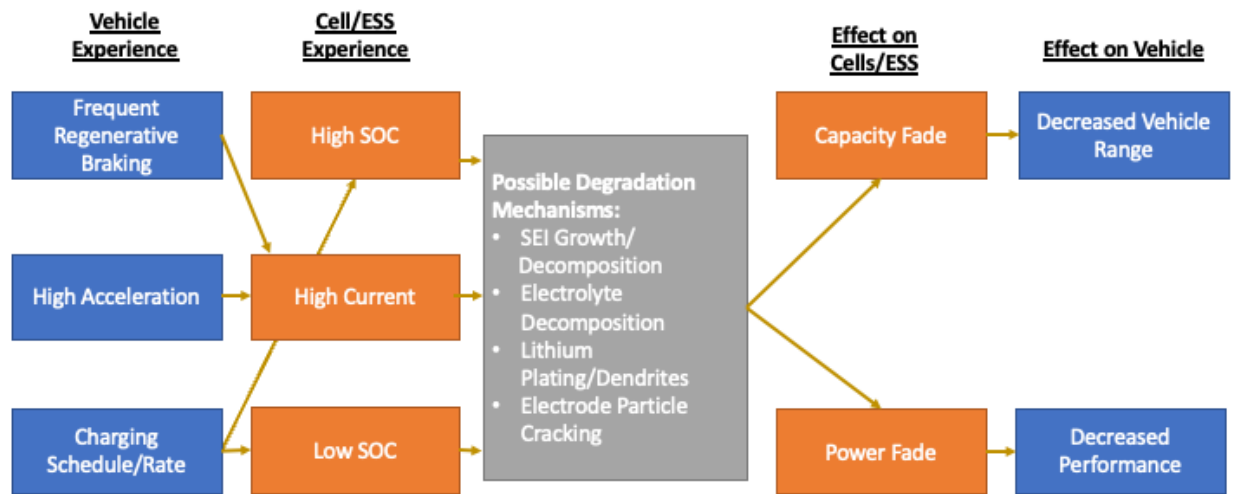 Vehicle
Experience
Cell/ESS
Experience
Effect on
Cells/ESS
Effect on Vehicle
Frequent
Regenerative
Braking
High SOC
Capacity Fade
Decreased Vehicle
Range
Possible Degradation
Mechanisms:
• SEI Growth/
Decomposition
• Electrolyte
Decomposition
• Lithium
Plating/Dendrites
• Electrode Particle
Cracking
High Acceleration
High Current
Charging
Schedule/Rate
Low SOC
Power Fade
Decreased
Performance